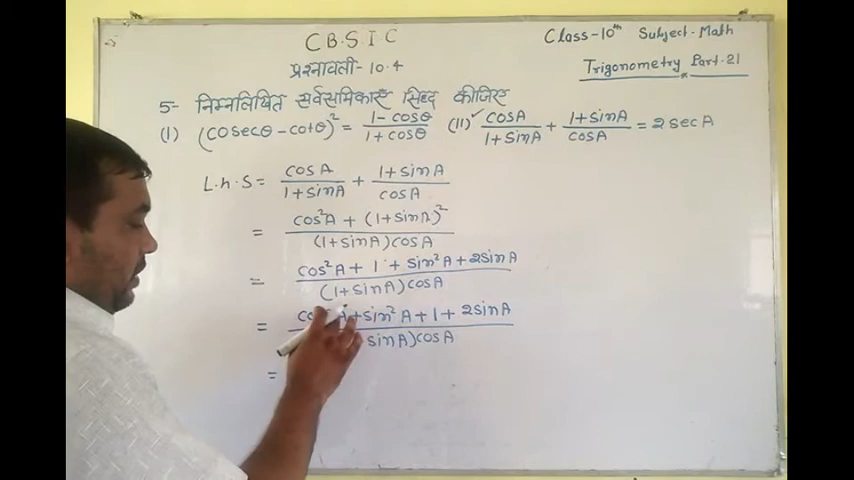 C B S I C
Class-10th Subject-Math
प्रश्नावली-10.4
Trigonometry Part-21
5- निम्नलिखित सर्वसमिकाएँ सिद्ध कीजिए
(I) (cosecθ - cotθ)² = (1 - cosθ)/(1 + cosθ) (II) ✓ cosA/(1 + sinA) + (1 + sinA)/cosA = 2 sec A
L.h.S = cosA/(1 + sinA) + (1 + sinA)/cosA
= (cos²A + (1 + sinA)²)/((1 + sinA) cosA)
= (cos²A + 1 + sin²A + 2sinA)/((1 + sinA) cosA)
= + sin²A + 1 + 2sinA/ sinA) cosA
=